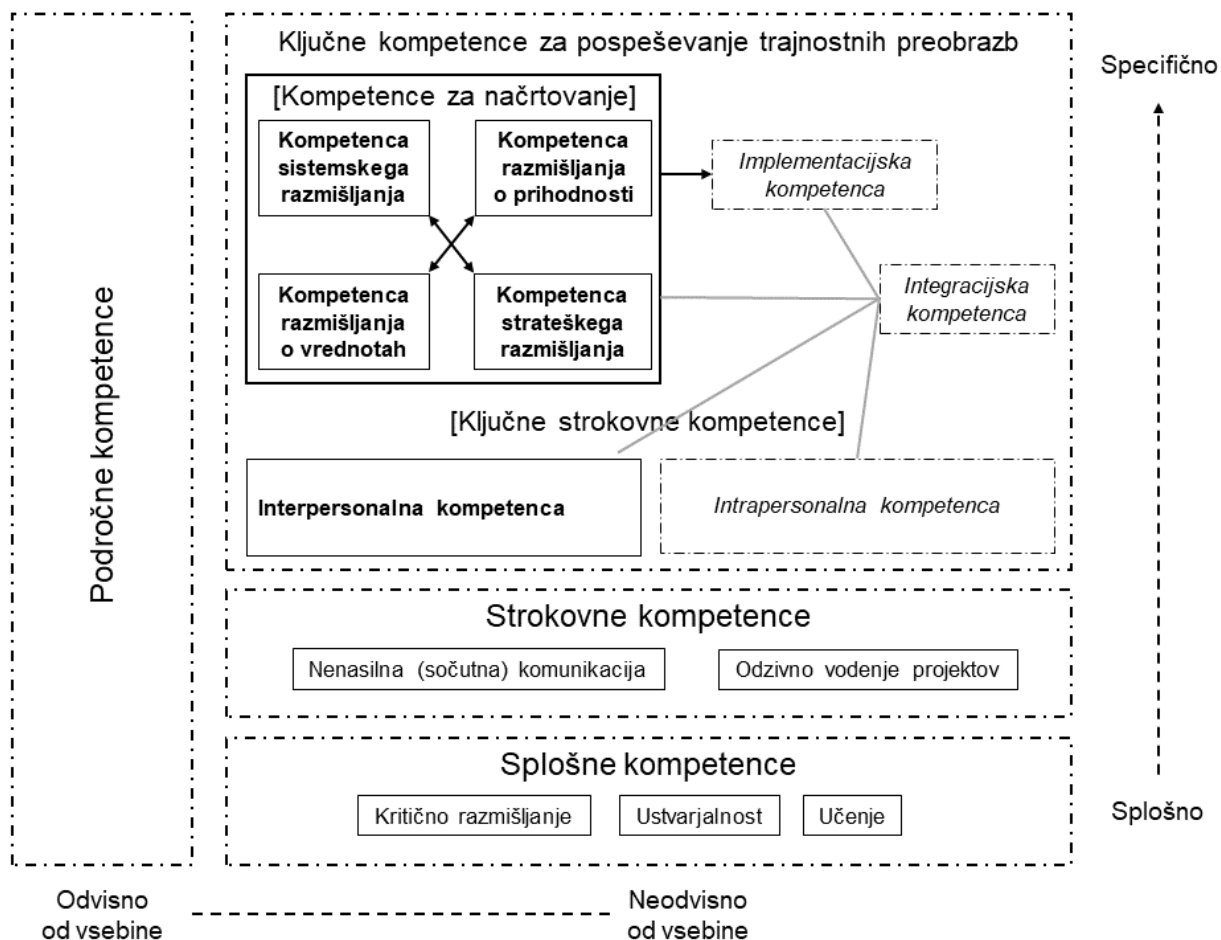 Ključne kompetence za pospeševanje trajnostnih preobrazb
[Kompetence za načrtovanje]
Kompetenca
sistemskega
razmišljanja
Kompetenca
razmišljanja
o prihodnosti
Kompetenca
razmišljanja
o vrednotah
Kompetenca
strateškega
razmišljanja
Implementacijska
kompetenca
Integracijska
kompetenca
[Ključne strokovne kompetence]
Interpersonalna kompetenca
Intrapersonalna kompetenca
Strokovne kompetence
Nenasilna (sočutna) komunikacija
Odzivno vodenje projektov
Splošne kompetence
Kritično razmišljanje
Ustvarjalnost
Učenje
Področne kompetence
Specifično
Splošno
Odvisno
od vsebine
Neodvisno
od vsebine